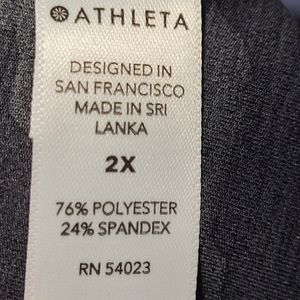 ATHLETA
DESIGNED IN
SAN FRANCISCO
MADE IN SRI
LANKA
2X
76% POLYESTER
24% SPANDEX
RN 54023